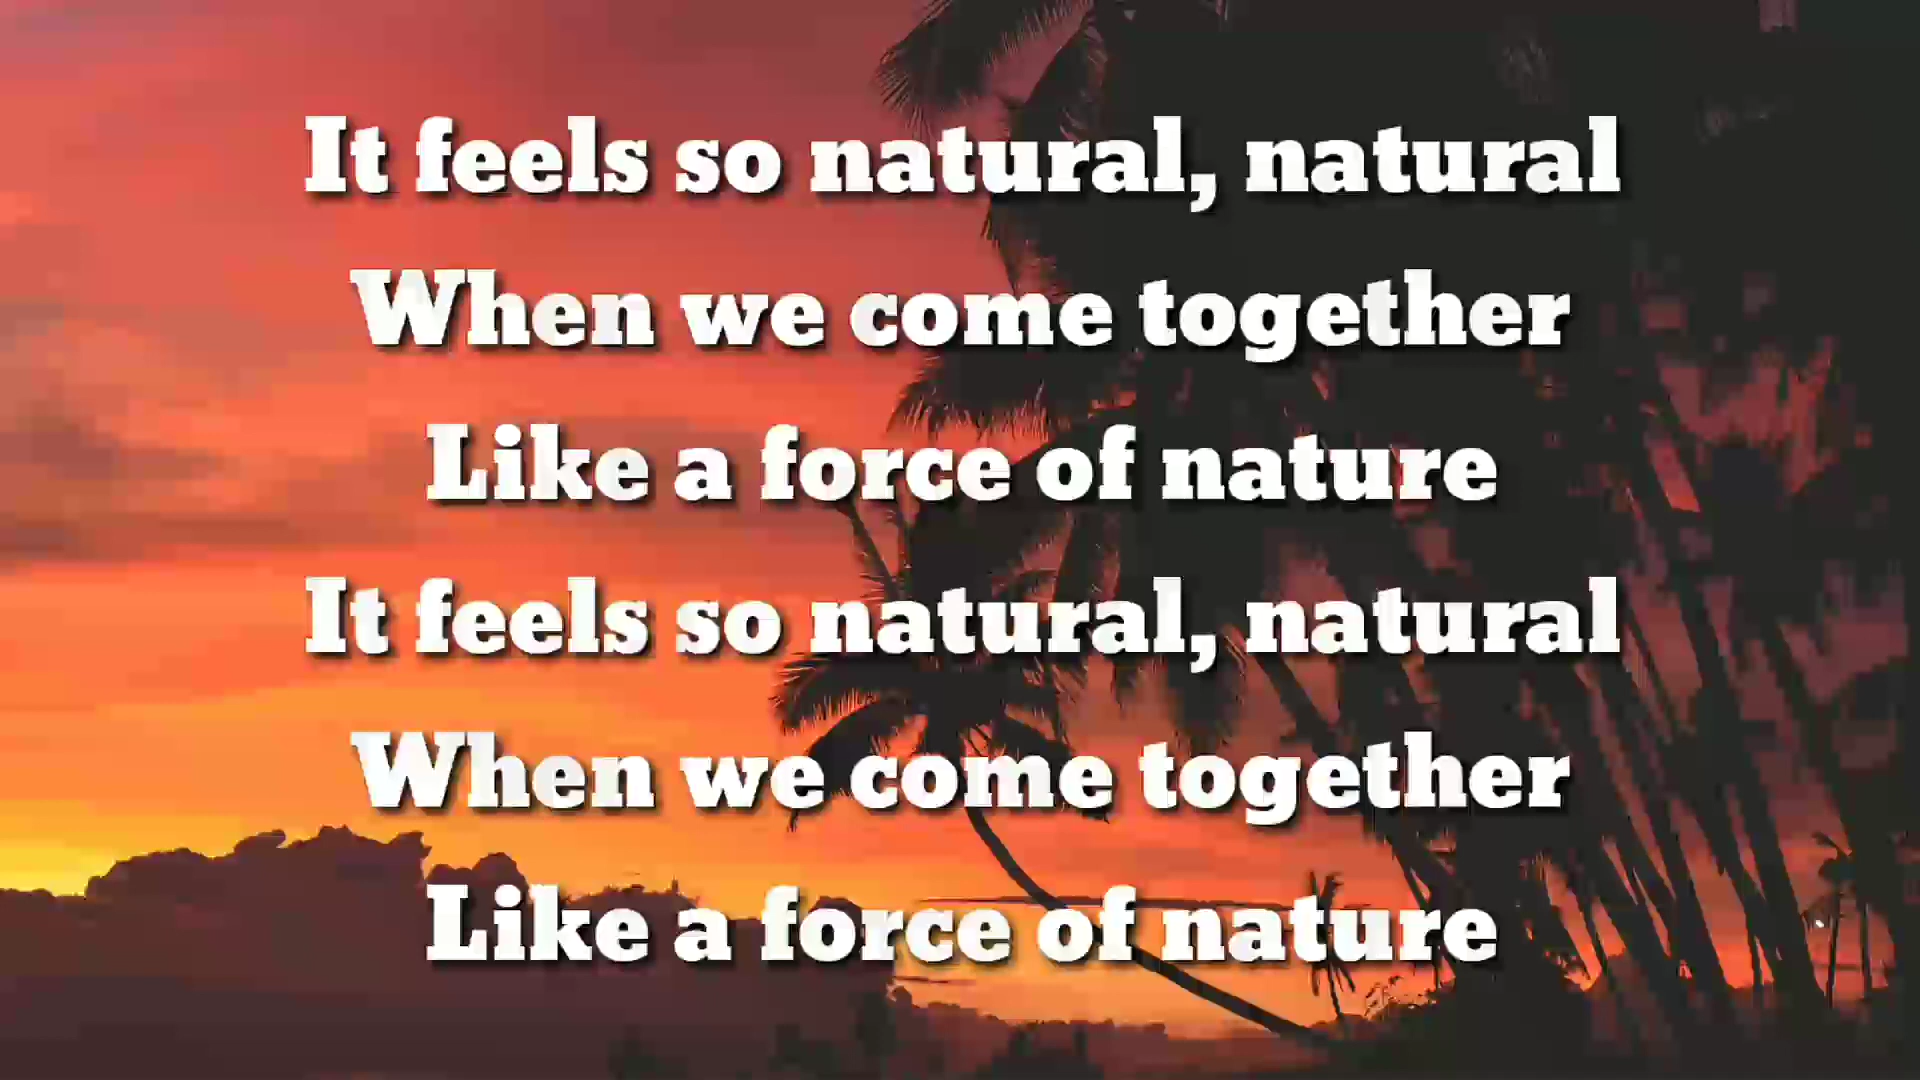 It feels so natural, natural
When we come together
Like a force of nature
It feels so natural, natural
When we come together
Like a force of nature